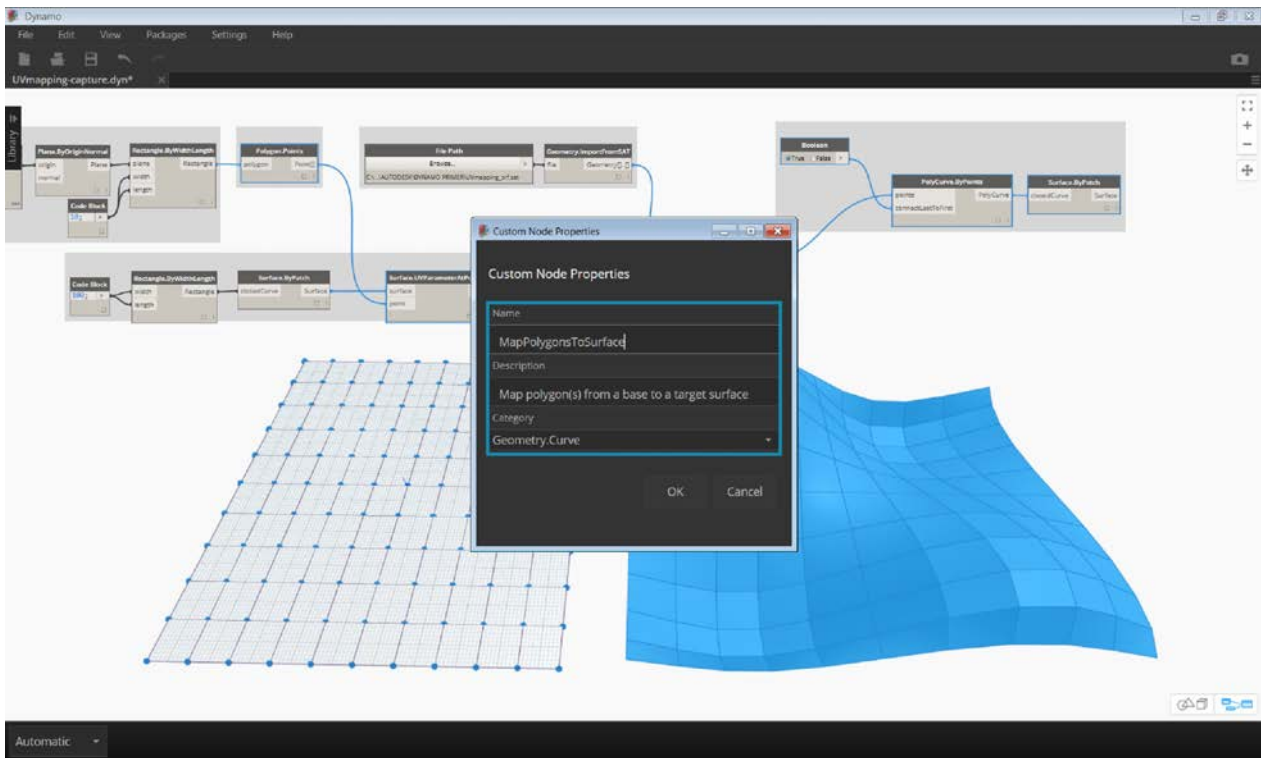 Dynamo
File Edit View Packages Settings Help
UVmapping-capture.dyn* ×
Library
Plane.ByOriginNormal
origin Plane
normal
Rectangle.ByWidthLength
plane Rectangle
width
length
Code Block
Polygon.Points
polygon Point[]
File Path
Browse... >
Geometry.ImportFromSAT
file Geometry[]..[]
Boolean
True False >
PolyCurve.ByPoints
points PolyCurve
connectLastToFirst
Surface.ByPatch
closedCurve Surface
Code Block
100; >
Rectangle.ByWidthLength
width Rectangle
length
Surface.ByPatch
closedCurve Surface
surface
point
Custom Node Properties
Custom Node Properties
Name
MapPolygonsToSurface
Description
Map polygon(s) from a base to a target surface
Category
Geometry.Curve
OK Cancel
Automatic